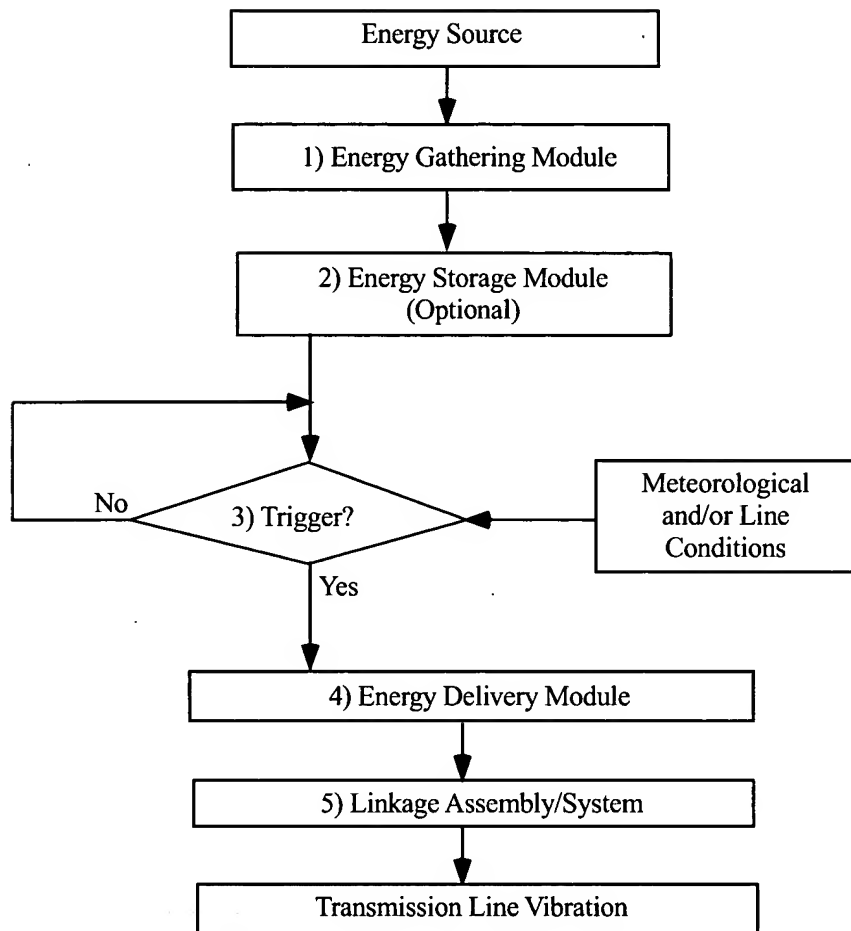 Energy Source
1) Energy Gathering Module
2) Energy Storage Module
(Optional)
No
3) Trigger?
Meteorological
and/or Line
Conditions
Yes
4) Energy Delivery Module
5) Linkage Assembly/System
Transmission Line Vibration